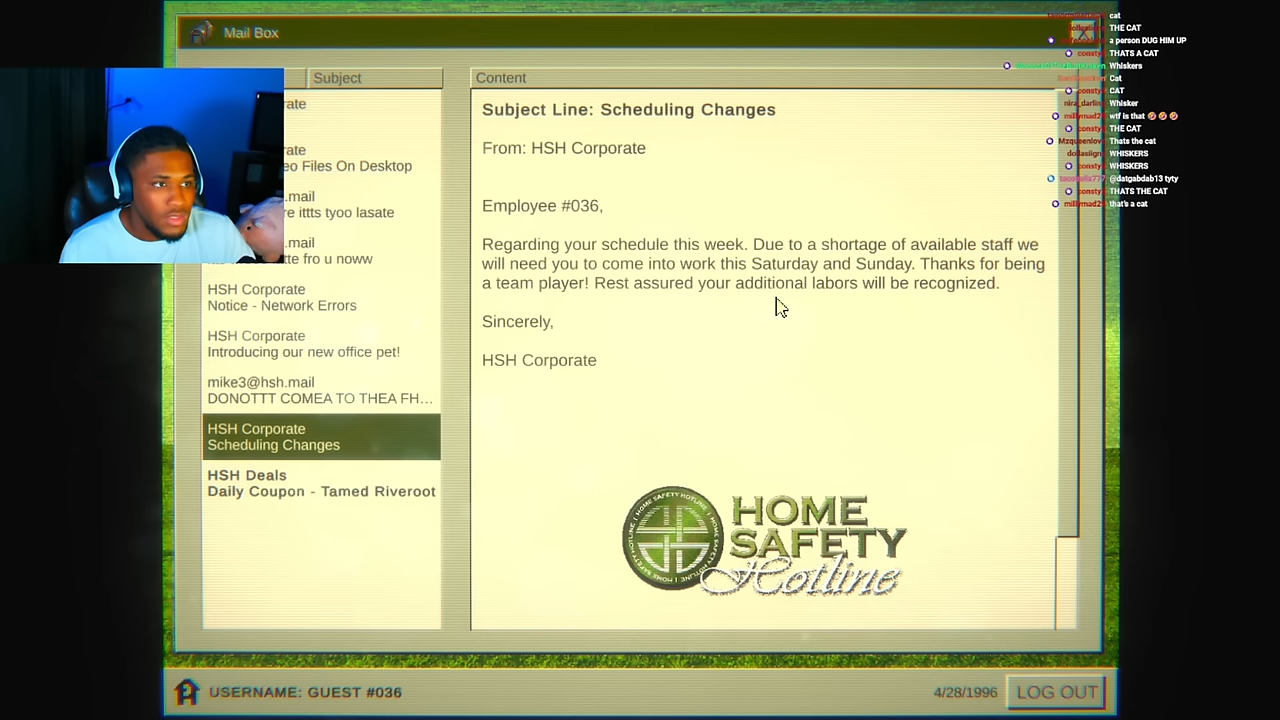 Mail Box
Subject
Content
Subject Line: Scheduling Changes
From: HSH Corporate
Employee #036,
Regarding your schedule this week. Due to a shortage of available staff we
will need you to come into work this Saturday and Sunday. Thanks for being
a team player! Rest assured your additional labors will be recognized.
Sincerely,
HSH Corporate
HOME
SAFETY
Hotline
rate
rate
eo Files On Desktop
.mail
re ittts tyoo lasate
.mail
tte fro u noww
HSH Corporate
Notice - Network Errors
HSH Corporate
Introducing our new office pet!
mike3@hsh.mail
DONOTTT COMEA TO THEA FH...
HSH Corporate
Scheduling Changes
HSH Deals
Daily Coupon - Tamed Riveroot
USERNAME: GUEST #036
4/28/1996
LOG OUT
cat
THE CAT
a person DUG HIM UP
THATS A CAT
Whiskers
Cat
CAT
Whisker
wtf is that
THE CAT
Thats the cat
WHISKERS
WHISKERS
@datgabdab13 tyty
THATS THE CAT
that's a cat